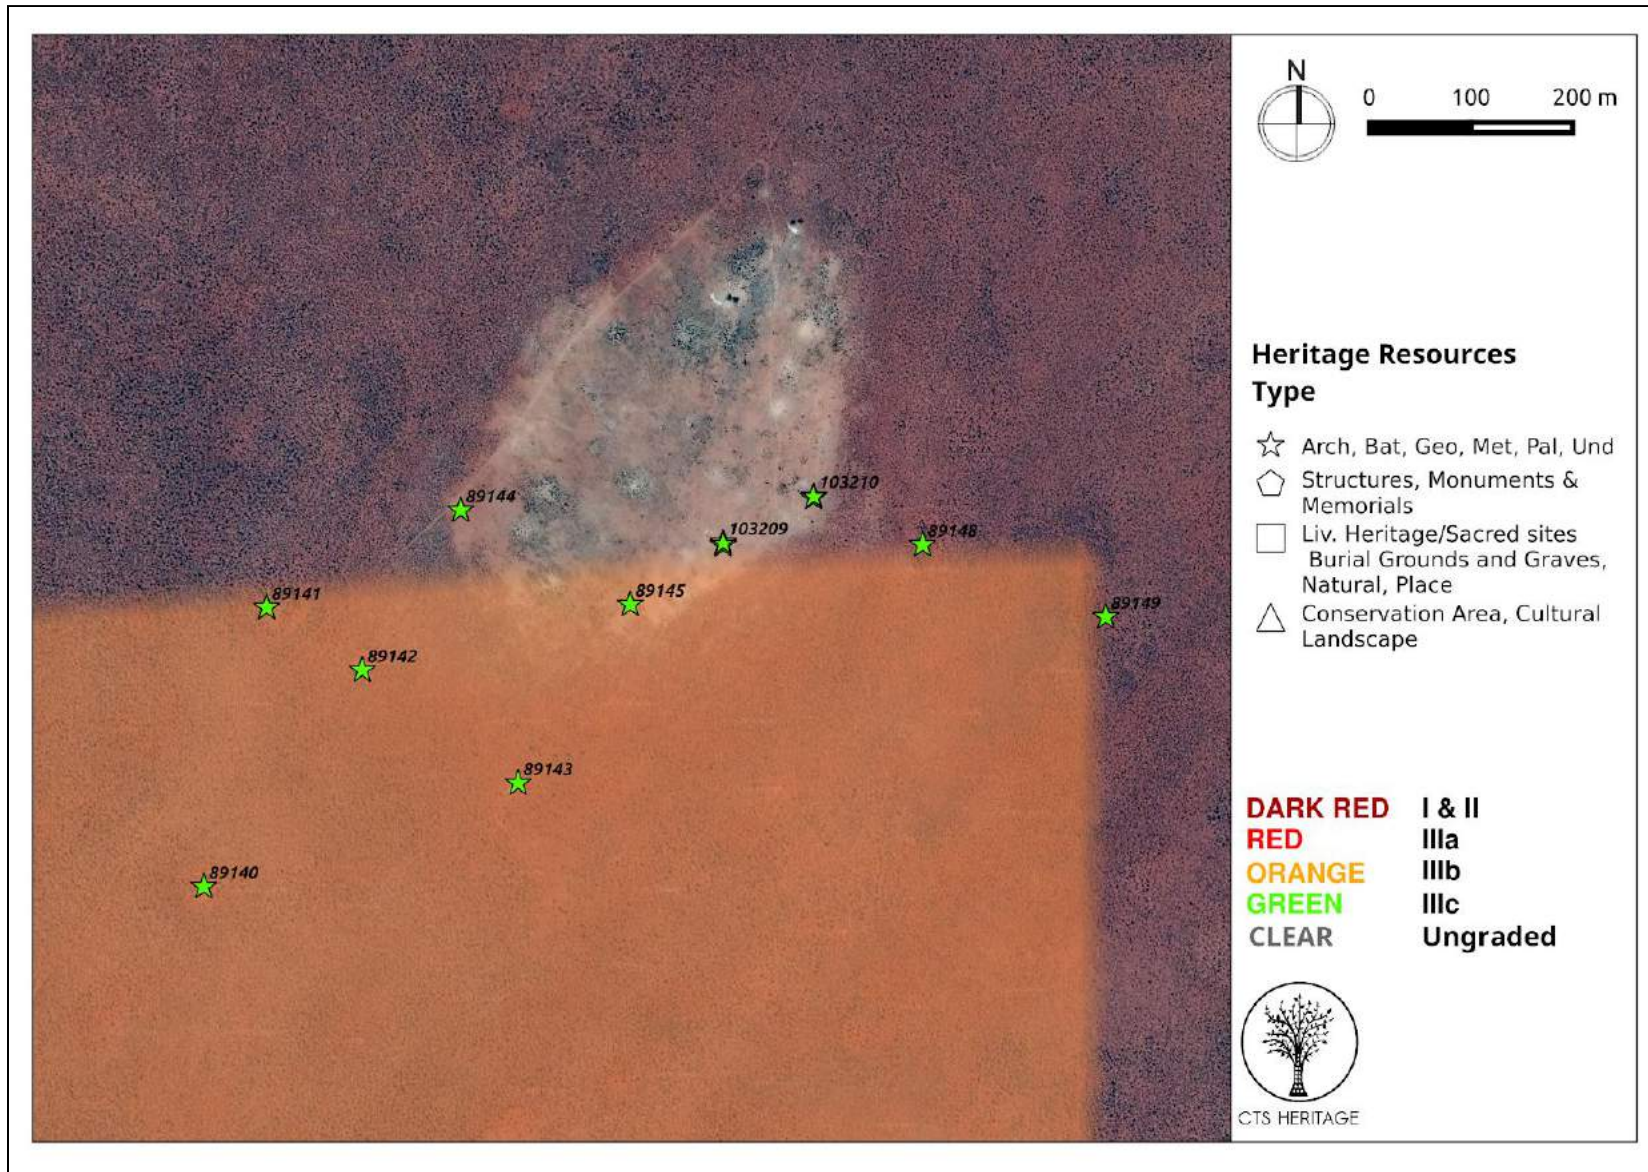 N
0 100 200 m
89144
103210
103209
89148
89141
89145
89149
89142
89143
89140
Heritage Resources
Type
Arch, Bat, Geo, Met, Pal, Und
Structures, Monuments &
Memorials
Liv. Heritage/Sacred sites
Burial Grounds and Graves,
Natural, Place
Conservation Area, Cultural
Landscape
DARK RED I & II
RED IIIa
ORANGE IIIb
GREEN IIIc
CLEAR Ungraded
CTS HERITAGE